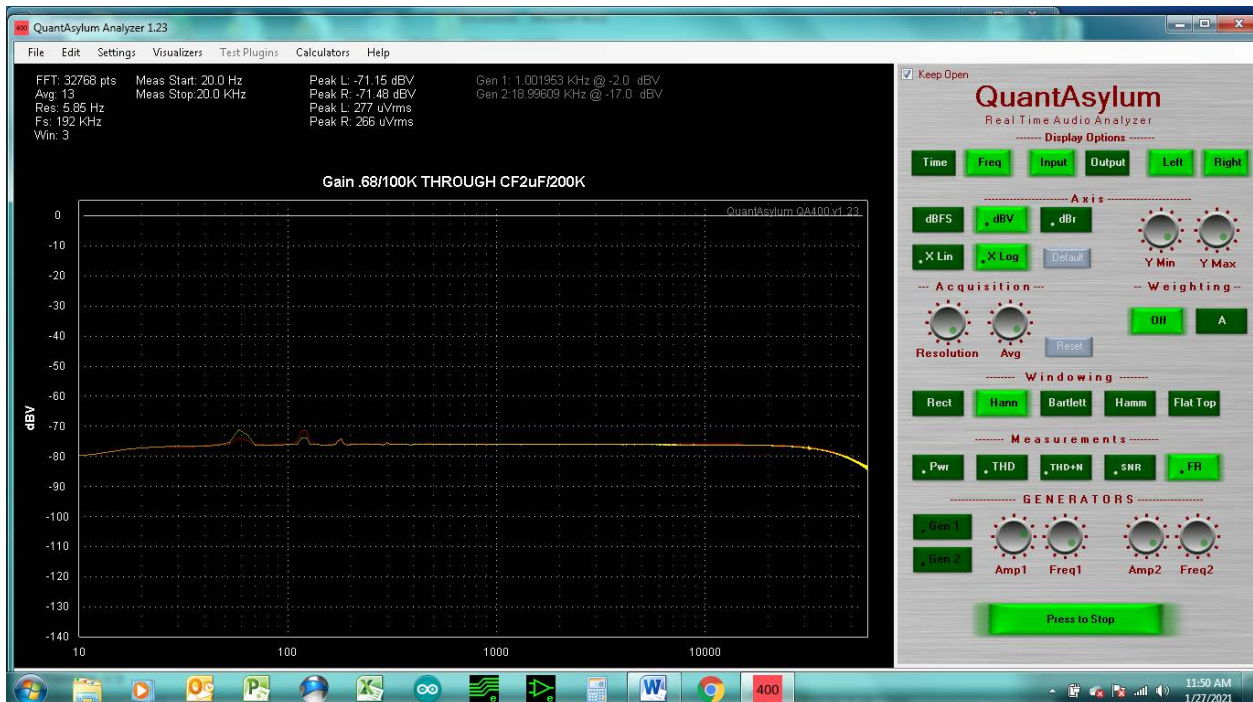 QuantAsylum Analyzer 1.23
File Edit Settings Visualizers Test Plugins Calculators Help
FFT: 32768 pts Meas Start: 20.0 Hz Peak L: -71.15 dBV Gen 1: 1.001953 KHz @ -2.0 dBV
Avg: 13 Meas Stop:20.0 KHz Peak R: -71.48 dBV Gen 2:18.99609 KHz @ -17.0 dBV
Res: 5.85 Hz Peak L: 277 uVrms
Fs: 192 KHz Peak R: 266 uVrms
Win: 3
Gain .68/100K THROUGH CF2uF/200K
QuantAsylum QA400.v1.23
0
-10
-20
-30
-40
-50
-60
-70
-80
-90
-100
-110
-120
-130
-140
dBV
10 100 1000 10000
Keep Open
QuantAsylum
Real Time Audio Analyzer
Display Options
Time Freq Input Output Left Right
Axis
dBFS dBV dBr
X Lin X Log Default
Y Min Y Max
Acquisition Weighting
Off A
Resolution Avg Reset
Windowing
Rect Hann Bartlett Hamm Flat Top
Measurements
Pwr THD THD+N SNR FR
GENERATORS
Gen 1
Gen 2
Amp1 Freq1 Amp2 Freq2
Press to Stop
400
11:50 AM
1/27/2021